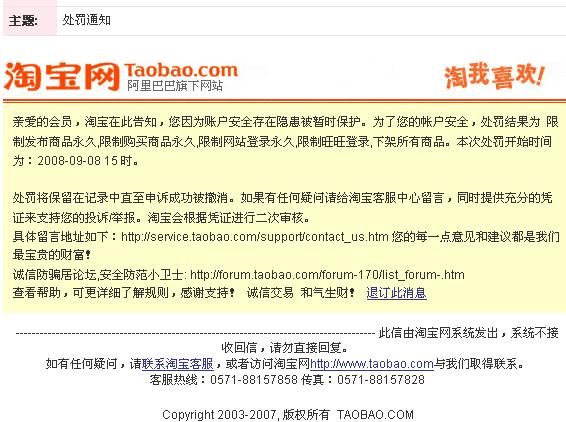 主题： 处罚通知
淘宝网 Taobao.com 淘我喜欢!
阿里巴巴旗下网站
亲爱的会员，淘宝在此告知，您因为账户安全存在隐患被暂时保护。为了您的帐户安全，处罚结果为 限
制发布商品永久,限制购买商品永久,限制网站登录永久,限制旺旺登录,下架所有商品。本次处罚开始时间
为：2008-09-08 15 时。
处罚将保留在记录中直至申诉成功被撤消。如果有任何疑问请给淘宝客服中心留言，同时提供充分的凭
证来支持您的投诉/举报。淘宝会根据凭证进行二次审核。
具体留言地址如下：http://service.taobao.com/support/contact_us.htm 您的每一点意见和建议都是我们
最宝贵的财富！
诚信防骗居论坛,安全防范小卫士: http://forum.taobao.com/forum-170/list_forum-.htm
查看帮助，可更详细了解规则，感谢支持！ 诚信交易 和气生财！ 退订此消息
------------------------------------------------------------------------------------------ 此信由淘宝网系统发出，系统不接
收回信，请勿直接回复。
如有任何疑问，请联系淘宝客服，或者访问淘宝网http://www.taobao.com与我们取得联系。
客服热线：0571-88157858 传真：0571-88157828
Copyright 2003-2007, 版权所有 TAOBAO.COM